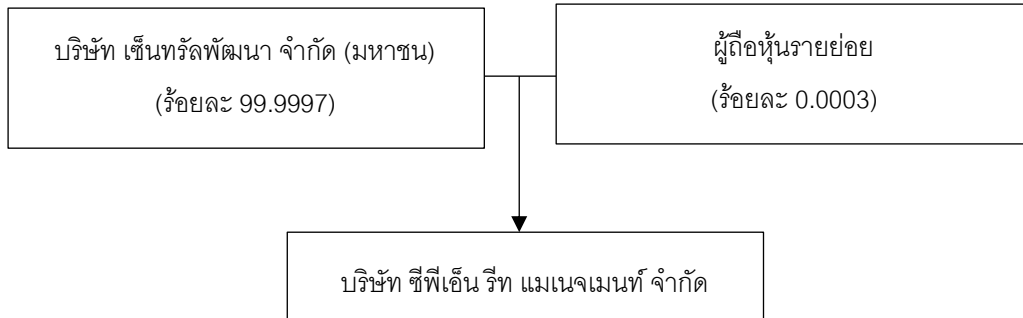 บริษัท เซ็นทรัลพัฒนา จำกัด (มหาชน)
(ร้อยละ 99.9997)
ผู้ถือหุ้นรายย่อย
(ร้อยละ 0.0003)
บริษัท ซีพีเอ็น รีท แมเนจเมนท์ จำกัด